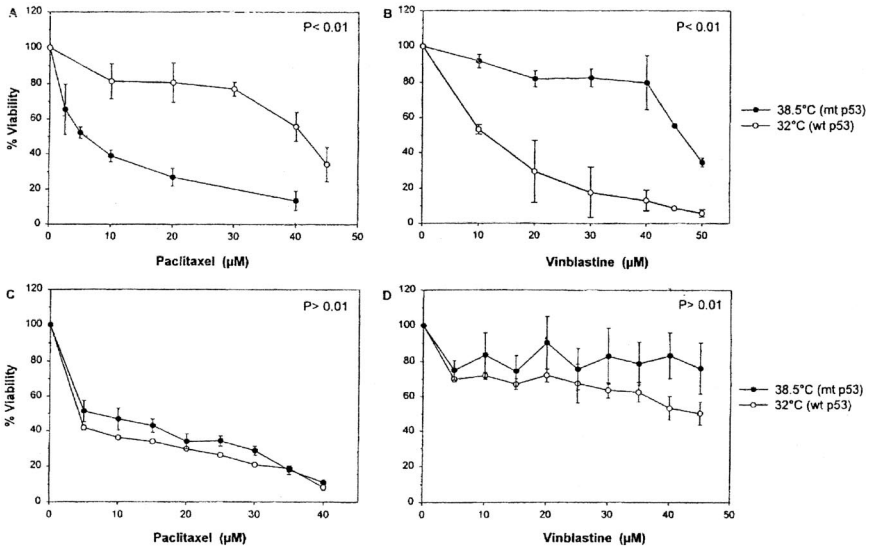 A
P< 0.01
120
100
80
60
40
20
0
% Viability
0 10 20 30 40 50
Paclitaxel (µM)
B
P< 0.01
120
100
80
60
40
20
0
0 10 20 30 40 50
Vinblastine (µM)
38.5°C (mt p53)
32°C (wt p53)
C
P> 0.01
120
100
80
60
40
20
0
% Viability
0 10 20 30 40
Paclitaxel (µM)
D
P> 0.01
120
100
80
60
40
20
0
0 10 20 30 40 50
Vinblastine (µM)
38.5°C (mt p53)
32°C (wt p53)